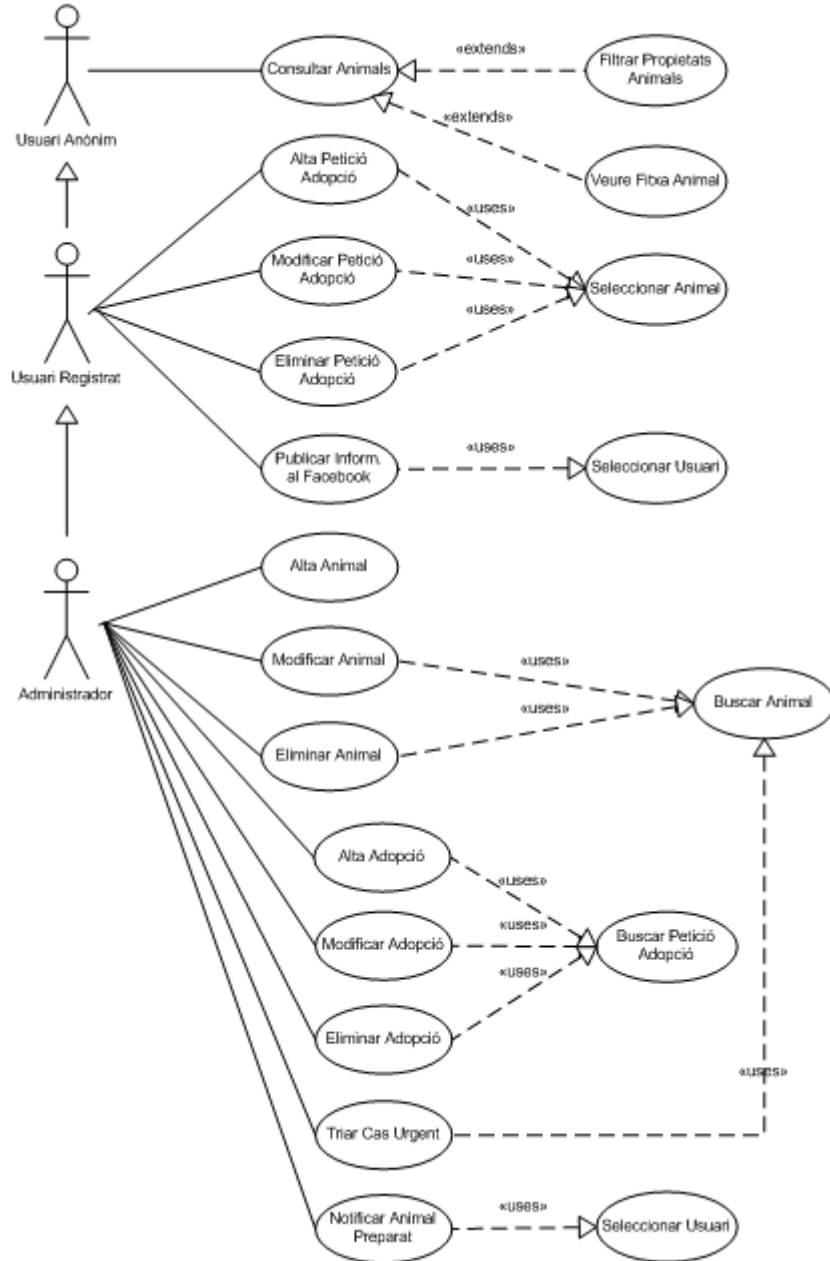 Consultar Animals
«extends»
Filtrar Propietats
Animals
Usuari Anònim
«extends»
Alta Petició
Adopció
Veure Fitxa Animal
«uses»
Modificar Petició
Adopció
«uses»
Seleccionar Animal
«uses»
Eliminar Petició
Adopció
Usuari Registrat
Publicar Inform.
al Facebook
«uses»
Seleccionar Usuari
Alta Animal
Administrador
Modificar Animal
«uses»
Buscar Animal
«uses»
Eliminar Animal
Alta Adopció
«uses»
Modificar Adopció
«uses»
Buscar Petició
Adopció
«uses»
Eliminar Adopció
«uses»
Triar Cas Urgent
Notificar Animal
Preparat
«uses»
Seleccionar Usuari